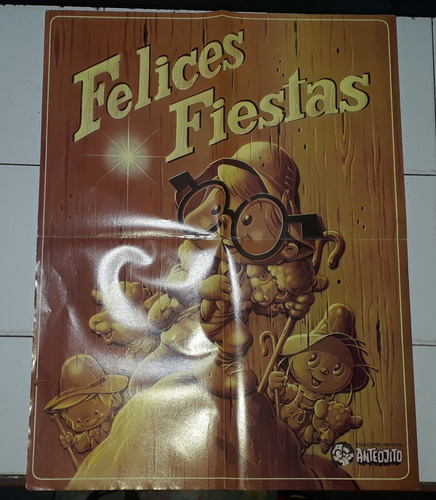 Felices
Fiestas
COLECCION REVISTA
ANTEOJITO